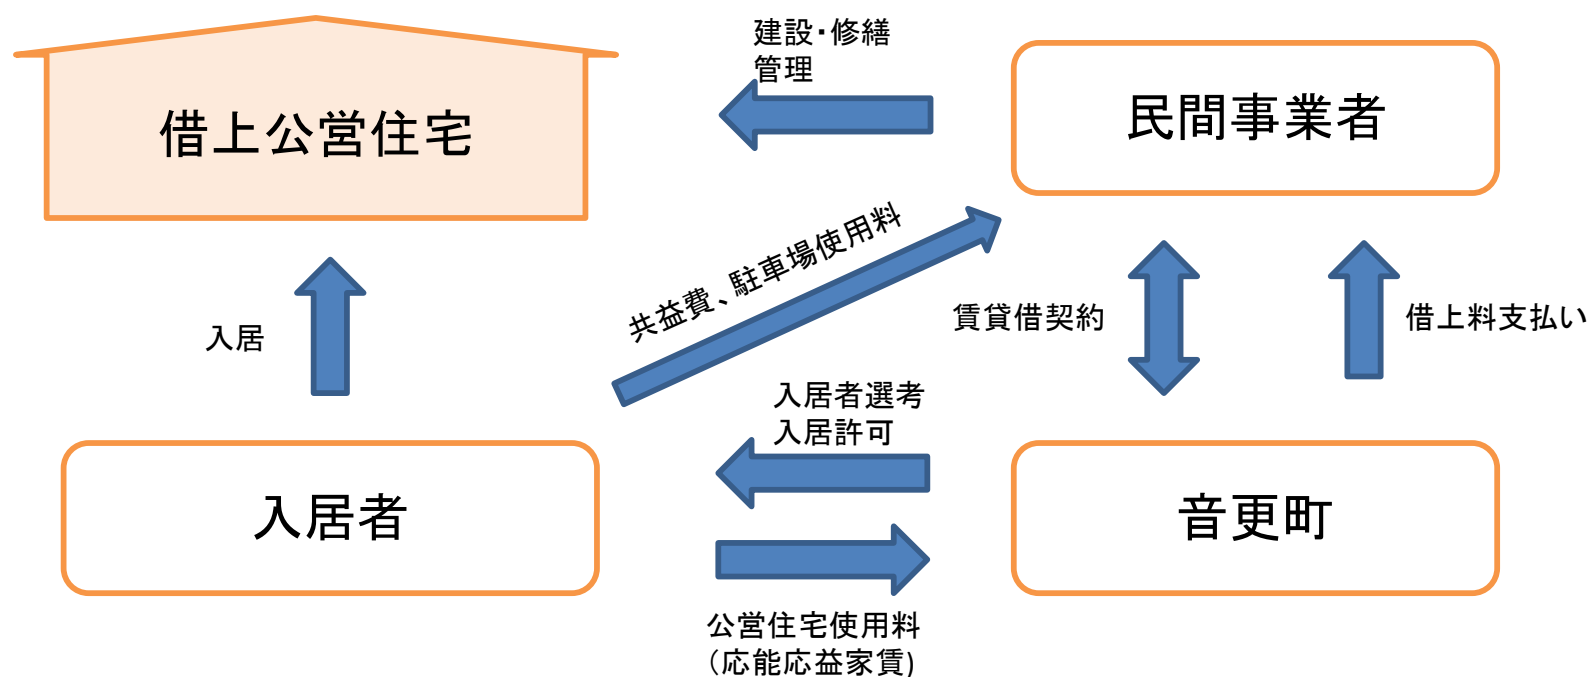 建設・修繕
管理
借上公営住宅
民間事業者
共益費、駐車場使用料
入居
賃貸借契約
借上料支払い
入居者選考
入居許可
入居者
音更町
公営住宅使用料
（応能応益家賃)